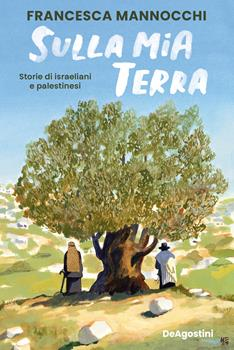 FRANCESCA MANNOCCHI
SULLA MIA
TERRA
Storie di israeliani
e palestinesi
DeAgostini